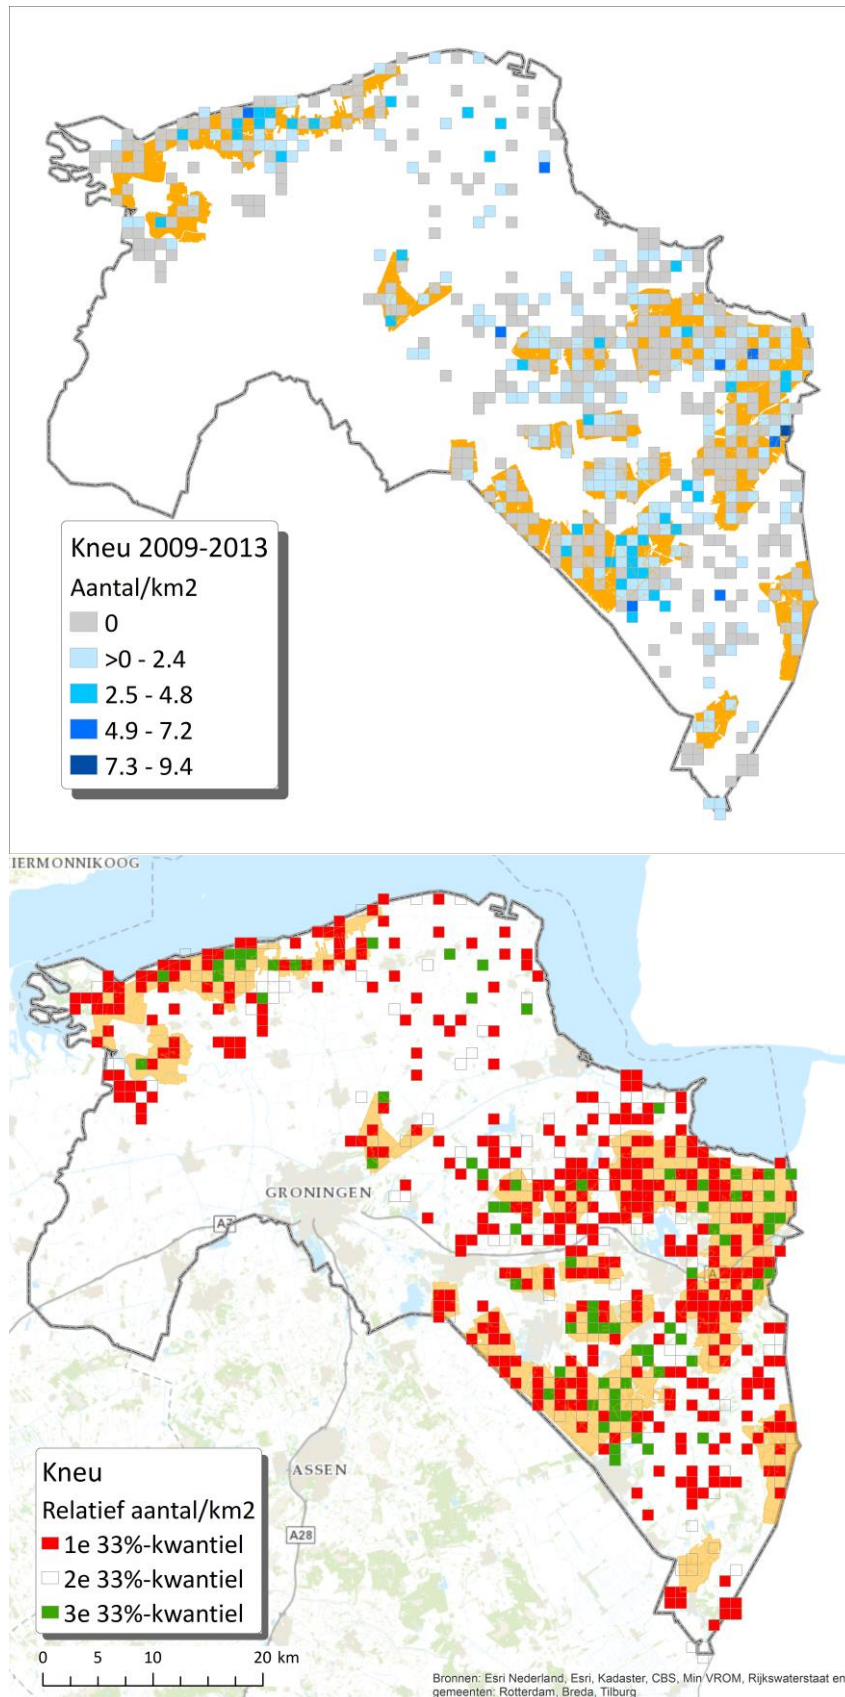 Kneu 2009-2013
Aantal/km2
0
>0 - 2.4
2.5 - 4.8
4.9 - 7.2
7.3 - 9.4
IERMONNIKOOG
GRONINGEN
A7
A
ASSEN
A28
Kneu
Relatief aantal/km2
1e 33%-kwantiel
2e 33%-kwantiel
3e 33%-kwantiel
0 5 10 20 km
Bronnen: Esri Nederland, Esri, Kadaster, CBS, Min VROM, Rijkswaterstaat en
gemeenten: Rotterdam, Breda, Tilburg